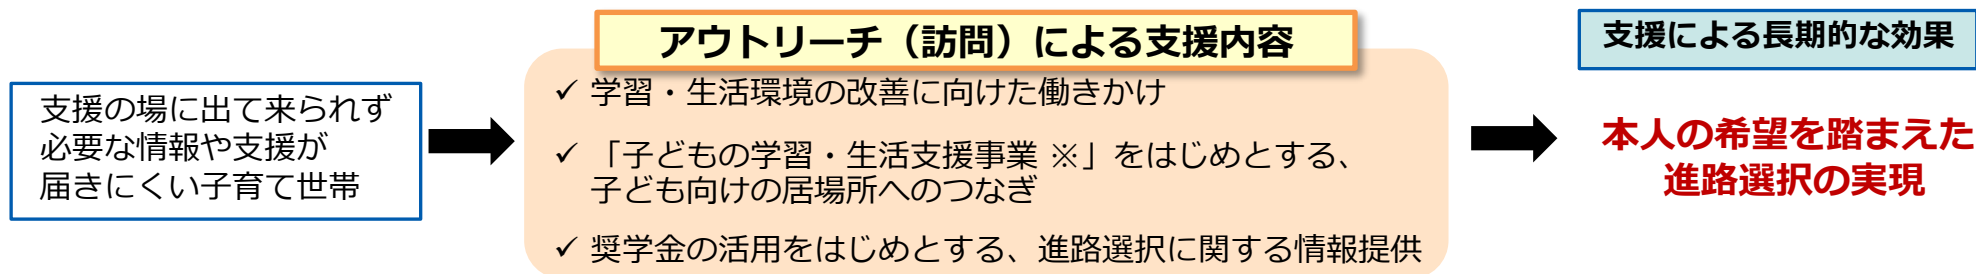 支援の場に出て来られず
必要な情報や支援が
届きにくい子育て世帯
アウトリーチ（訪問）による支援内容
✓ 学習・生活環境の改善に向けた働きかけ
✓ 「子どもの学習・生活支援事業 ※」をはじめとする、
子ども向けの居場所へのつなぎ
✓ 奨学金の活用をはじめとする、進路選択に関する情報提供
支援による長期的な効果
本人の希望を踏まえた
進路選択の実現